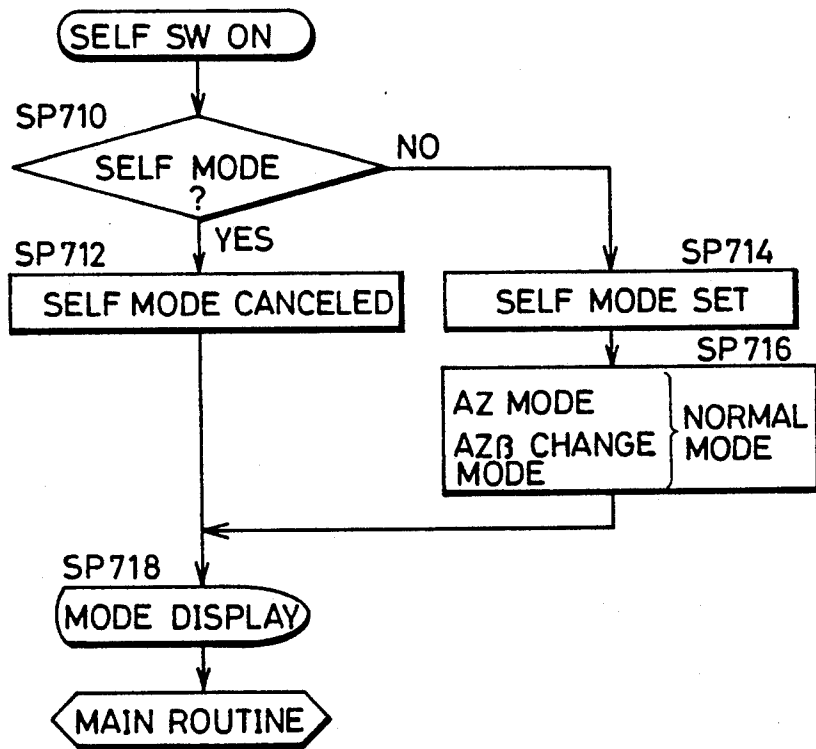 SELF SW ON
SP710
SELF MODE
?
NO
YES
SP712
SELF MODE CANCELED
SP714
SELF MODE SET
SP716
AZ MODE
AZβ CHANGE
MODE
NORMAL
MODE
SP718
MODE DISPLAY
MAIN ROUTINE